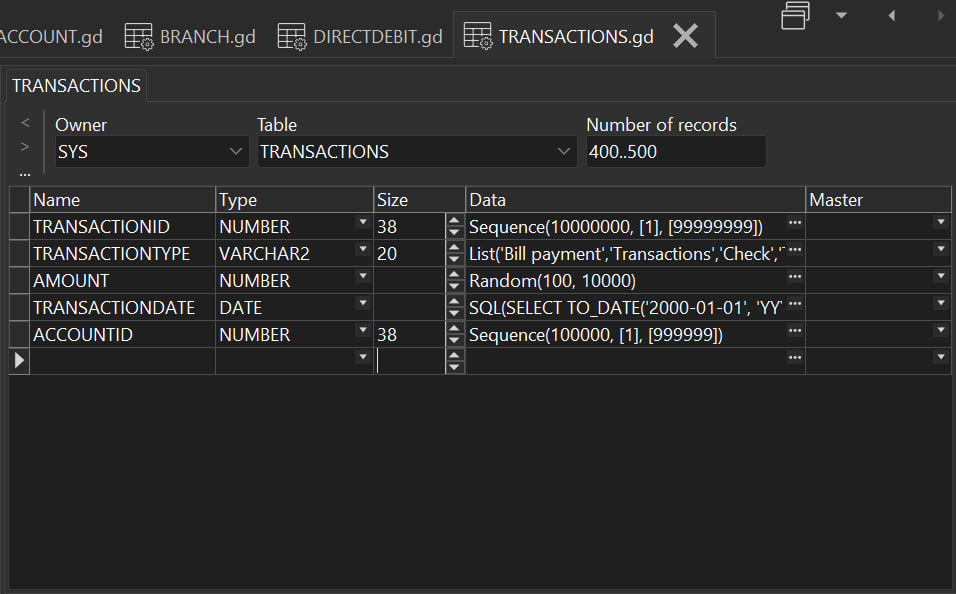 ACCOUNT.gd BRANCH.gd DIRECTDEBIT.gd TRANSACTIONS.gd
TRANSACTIONS
Owner Table Number of records
SYS TRANSACTIONS 400..500
Name Type Size Data Master
TRANSACTIONID NUMBER 38 Sequence(10000000, [1], [99999999])
TRANSACTIONTYPE VARCHAR2 20 List('Bill payment','Transactions','Check','
AMOUNT NUMBER Random(100, 10000)
TRANSACTIONDATE DATE SQL(SELECT TO_DATE('2000-01-01', 'YY
ACCOUNTID NUMBER 38 Sequence(100000, [1], [999999])